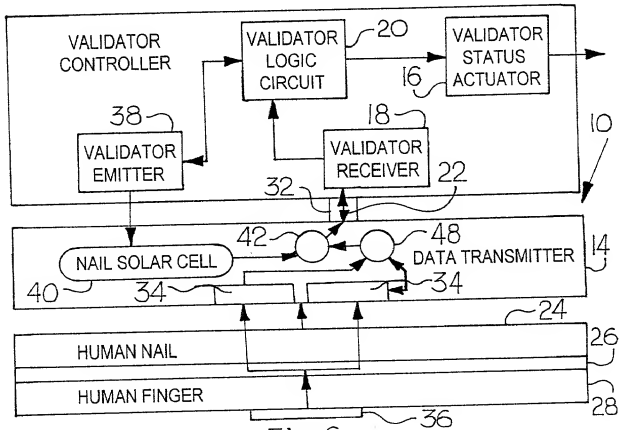 VALIDATOR
CONTROLLER
VALIDATOR
LOGIC
CIRCUIT
20
VALIDATOR
STATUS
ACTUATOR
16
10
38
VALIDATOR
EMITTER
18
VALIDATOR
RECEIVER
32
22
42
48
NAIL SOLAR CELL
DATA TRANSMITTER
14
40
34
34
24
HUMAN NAIL
26
HUMAN FINGER
28
36